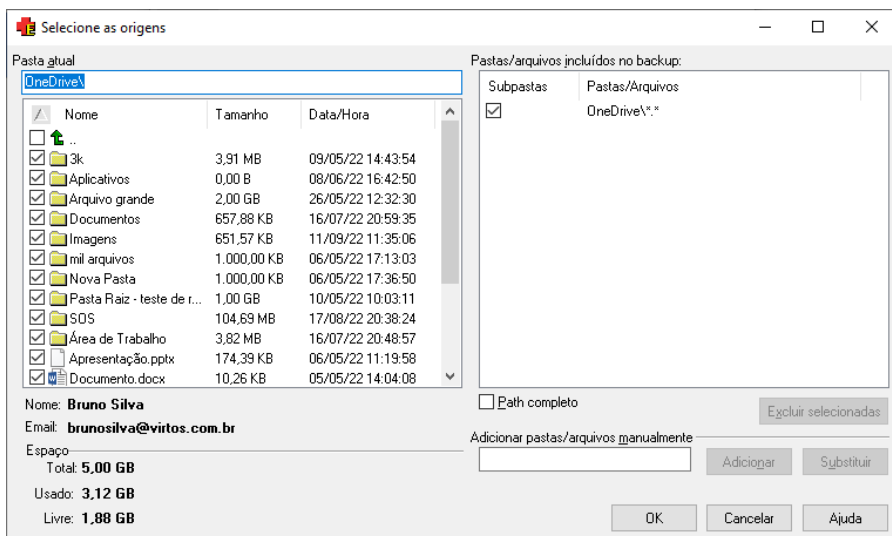 Selecione as origens
Pasta atual
OneDrive\
Nome Tamanho Data/Hora
..
3k 3,91 MB 09/05/22 14:43:54
Aplicativos 0,00 B 08/06/22 16:42:50
Arquivo grande 2,00 GB 26/05/22 12:32:30
Documentos 657,88 KB 16/07/22 20:59:35
Imagens 651,57 KB 11/09/22 11:35:06
mil arquivos 1.000,00 KB 06/05/22 17:13:03
Nova Pasta 1.000,00 KB 06/05/22 17:36:50
Pasta Raiz - teste de r... 1,00 GB 10/05/22 10:03:11
SOS 104,69 MB 17/08/22 20:38:24
Área de Trabalho 3,82 MB 16/07/22 20:48:57
Apresentação.pptx 174,39 KB 06/05/22 11:19:58
Documento.docx 10,26 KB 05/05/22 14:04:08
Nome: Bruno Silva
Email: brunosilva@virtos.com.br
Espaço
Total: 5,00 GB
Usado: 3,12 GB
Livre: 1,88 GB
Pastas/arquivos incluídos no backup:
Subpastas Pastas/Arquivos
OneDrive\*.*
Path completo
Excluir selecionadas
Adicionar pastas/arquivos manualmente
Adicionar Substituir
OK Cancelar Ajuda